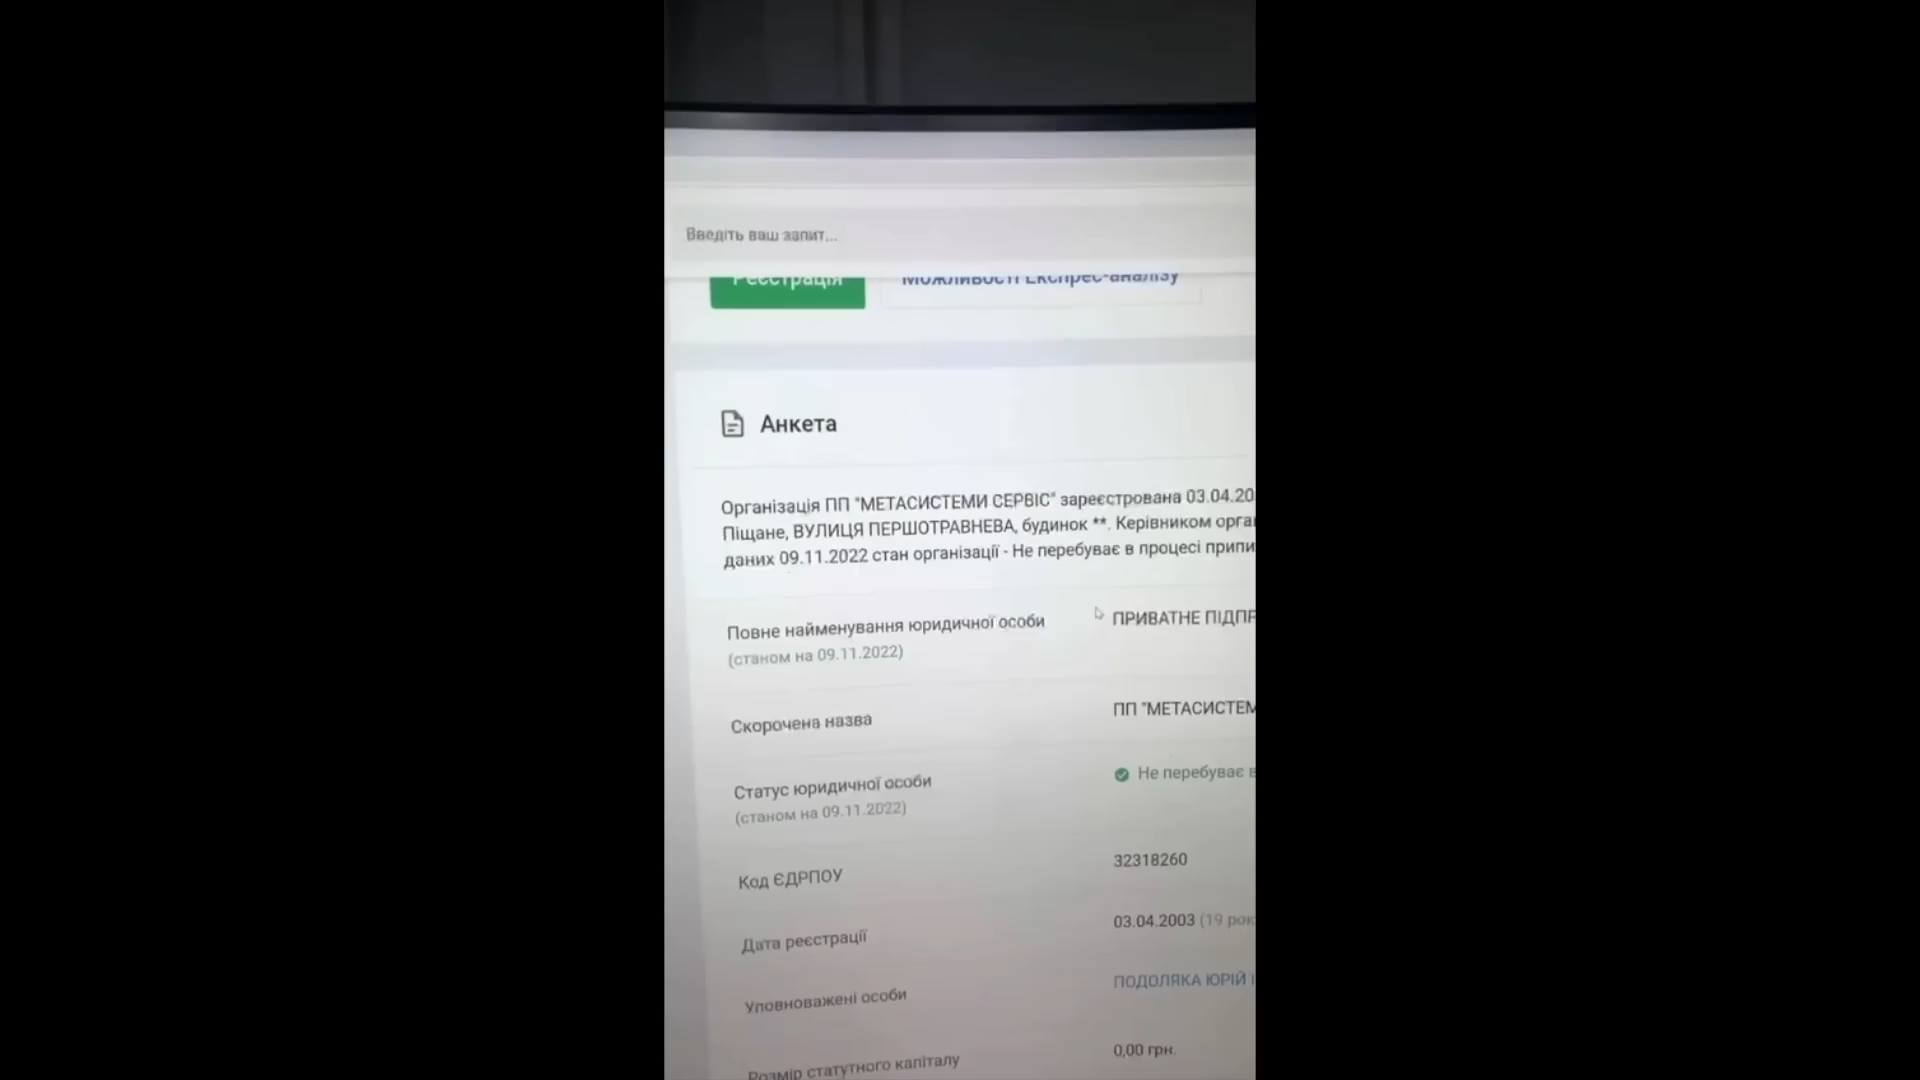 Введіть ваш запит...
Реєстрація
Можливості Експрес-аналізу
Анкета
Організація ПП "МЕТАСИСТЕМИ СЕРВІС" зареєстрована 03.04.20
Піщане, ВУЛИЦЯ ПЕРШОТРАВНЕВА, будинок **. Керівником орга
даних 09.11.2022 стан організації - Не перебуває в процесі припи
Повне найменування юридичної особи
ПРИВАТНЕ ПІДПР
(станом на 09.11.2022)
Скорочена назва
ПП "МЕТАСИСТЕМ
Статус юридичної особи
Не перебуває в
(станом на 09.11.2022)
Код ЄДРПОУ
32318260
Дата реєстрації
03.04.2003 (19 рок
Уповноважені особи
ПОДОЛЯКА ЮРІЙ І
Розмір статутного капіталу
0,00 грн.